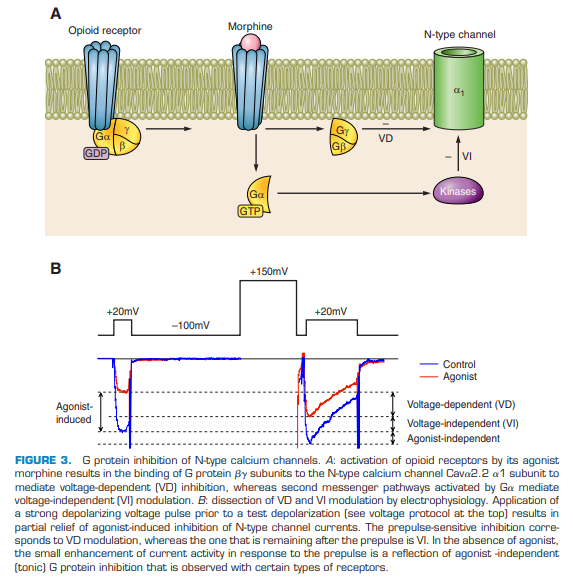 A
Opioid receptor
Morphine
N-type channel
α1
Gα
γ
β
GDP
Gγ
Gβ
–
VD
– VI
Gα
GTP
Kinases
B
+150mV
+20mV
+20mV
–100mV
Control
Agonist
Agonist-
induced
Voltage-dependent (VD)
Voltage-independent (VI)
Agonist-independent
FIGURE 3. G protein inhibition of N-type calcium channels. A: activation of opioid receptors by its agonist
morphine results in the binding of G protein βγ subunits to the N-type calcium channel Cavα2.2 α1 subunit to
mediate voltage-dependent (VD) inhibition, whereas second messenger pathways activated by Gα mediate
voltage-independent (VI) modulation. B: dissection of VD and VI modulation by electrophysiology. Application of
a strong depolarizing voltage pulse prior to a test depolarization (see voltage protocol at the top) results in
partial relief of agonist-induced inhibition of N-type channel currents. The prepulse-sensitive inhibition corre-
sponds to VD modulation, whereas the one that is remaining after the prepulse is VI. In the absence of agonist,
the small enhancement of current activity in response to the prepulse is a reflection of agonist -independent
(tonic) G protein inhibition that is observed with certain types of receptors.